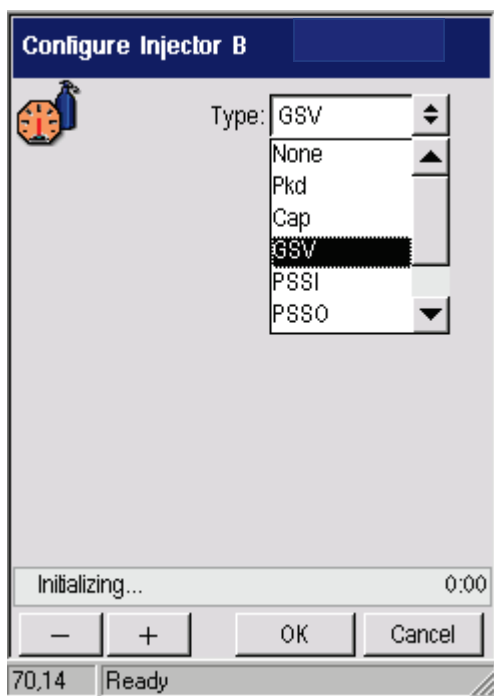 Configure Injector B
Type: GSV
None
Pkd
Cap
GSV
PSSI
PSSO
Initializing... 0:00
− + OK Cancel
70,14 Ready